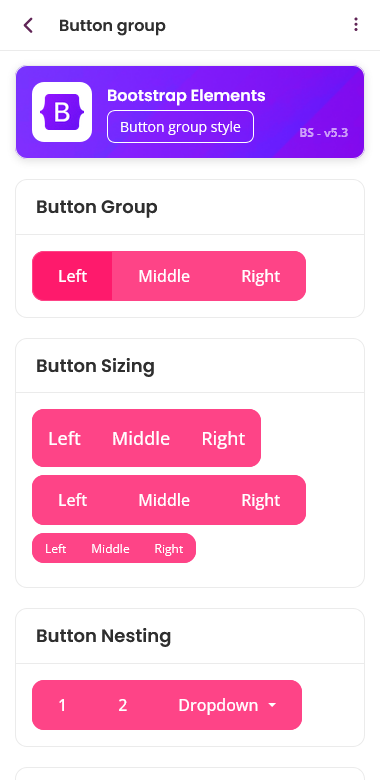 Button group
B
Bootstrap Elements
Button group style
BS - v5.3
Button Group
Left Middle Right
Button Sizing
Left Middle Right
Left Middle Right
Left Middle Right
Button Nesting
1 2 Dropdown